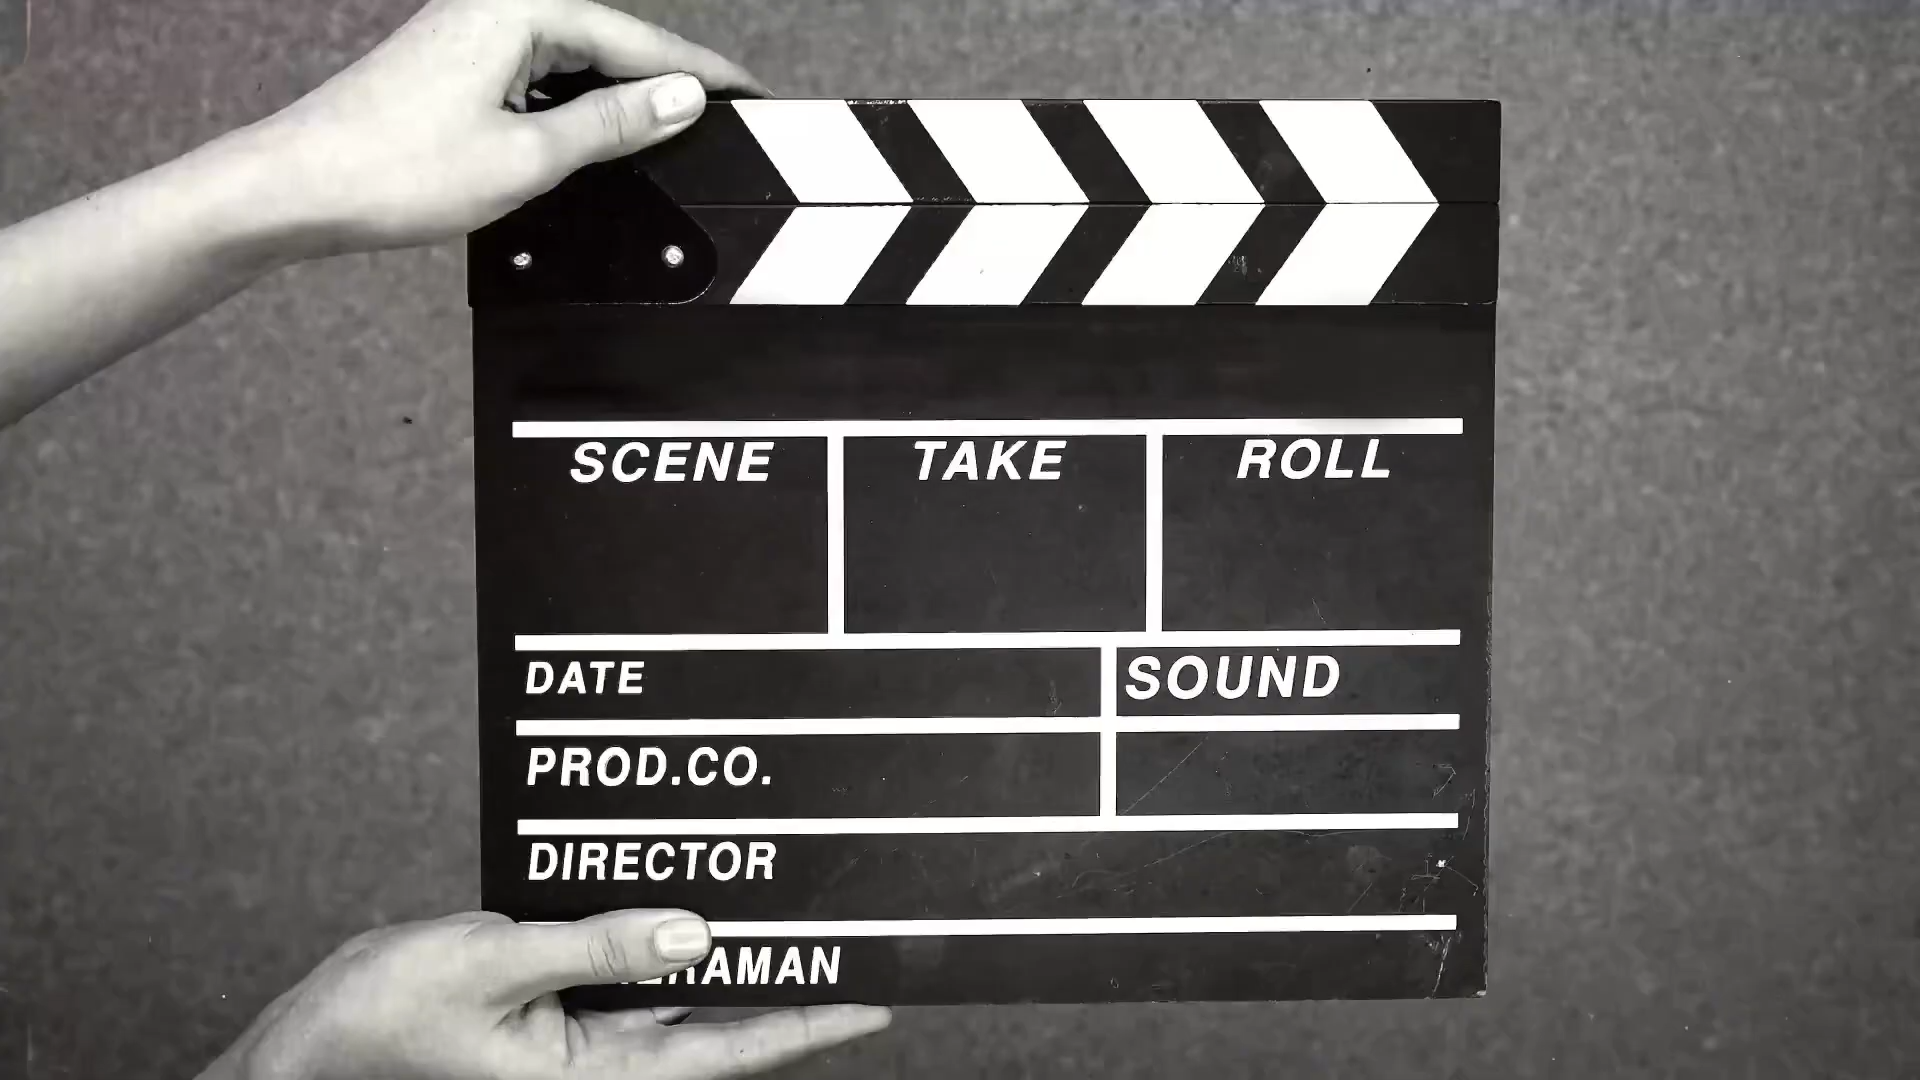 SCENE TAKE ROLL
DATE SOUND
PROD.CO.
DIRECTOR